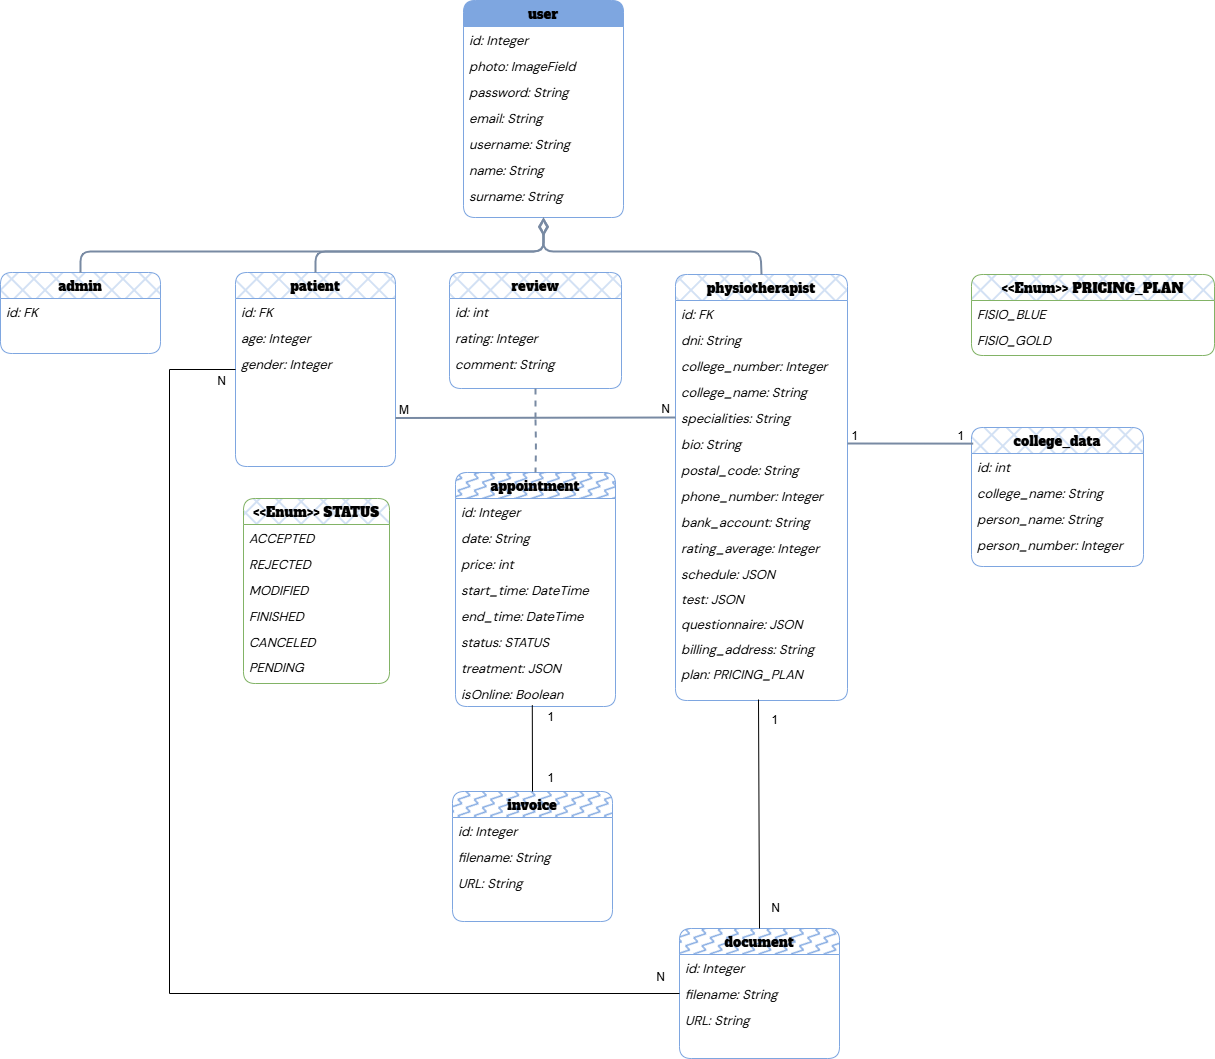 user
id: Integer
photo: ImageField
password: String
email: String
username: String
name: String
surname: String
admin
id: FK
patient
id: FK
age: Integer
gender: Integer
N
M
N
review
id: int
rating: Integer
comment: String
physiotherapist
id: FK
dni: String
college_number: Integer
college_name: String
specialities: String
bio: String
postal_code: String
phone_number: Integer
bank_account: String
rating_average: Integer
schedule: JSON
test: JSON
questionnaire: JSON
billing_address: String
plan: PRICING_PLAN
<<Enum>> PRICING_PLAN
FISIO_BLUE
FISIO_GOLD
1
1
college_data
id: int
college_name: String
person_name: String
person_number: Integer
<<Enum>> STATUS
ACCEPTED
REJECTED
MODIFIED
FINISHED
CANCELED
PENDING
appointment
id: Integer
date: String
price: int
start_time: DateTime
end_time: DateTime
status: STATUS
treatment: JSON
isOnline: Boolean
1
1
1
invoice
id: Integer
filename: String
URL: String
N
N
document
id: Integer
filename: String
URL: String